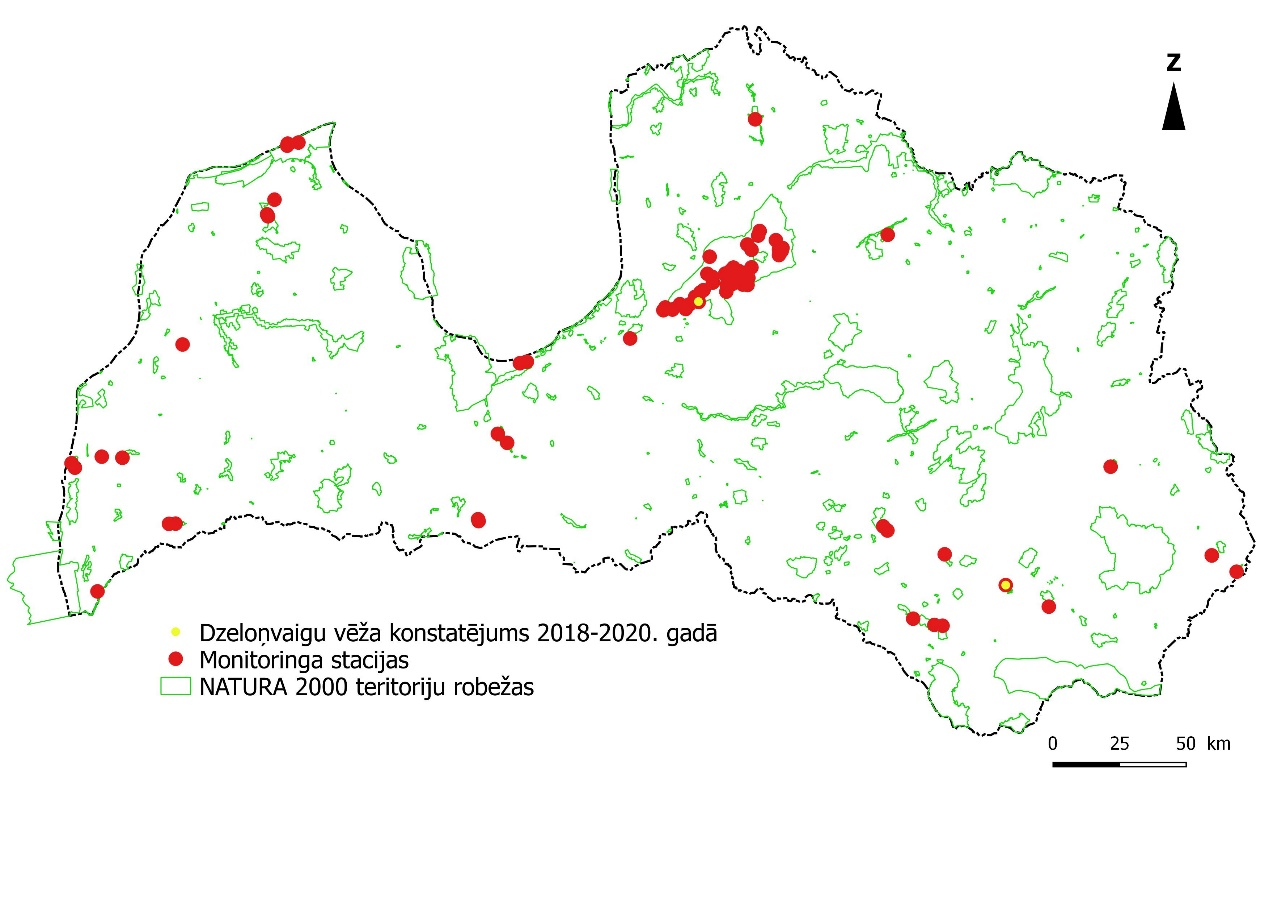 Z
Dzeloņvaigu vēža konstatējums 2018-2020. gadā
Monitoringa stacijas
NATURA 2000 teritoriju robežas
0 25 50 km